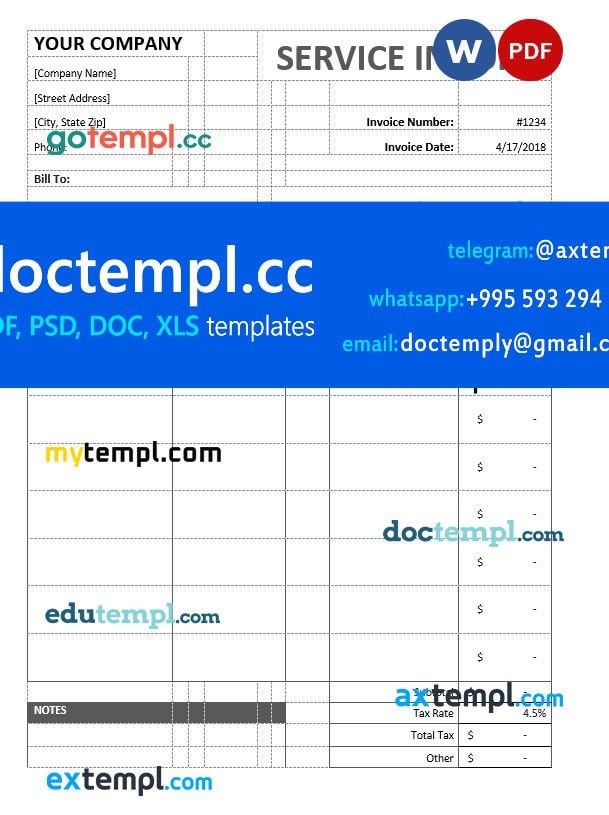 YOUR COMPANY
SERVICE
W
PDF
[Company Name]
[Street Address]
[City, State Zip]
Invoice Number: #1234
gotempl.cc
Phone:
Invoice Date: 4/17/2018
Bill To:
telegram:@axtem
doctempl.cc
whatsapp:+995 593 294
DF, PSD, DOC, XLS templates
email:doctemply@gmail.c
$ -
mytempl.com
$ -
$ -
doctempl.com
$ -
$ -
edutempl.com
$ -
Subtotal $ -
axtempl.com
NOTES
Tax Rate 4.5%
Total Tax $ -
Other $ -
extempl.com